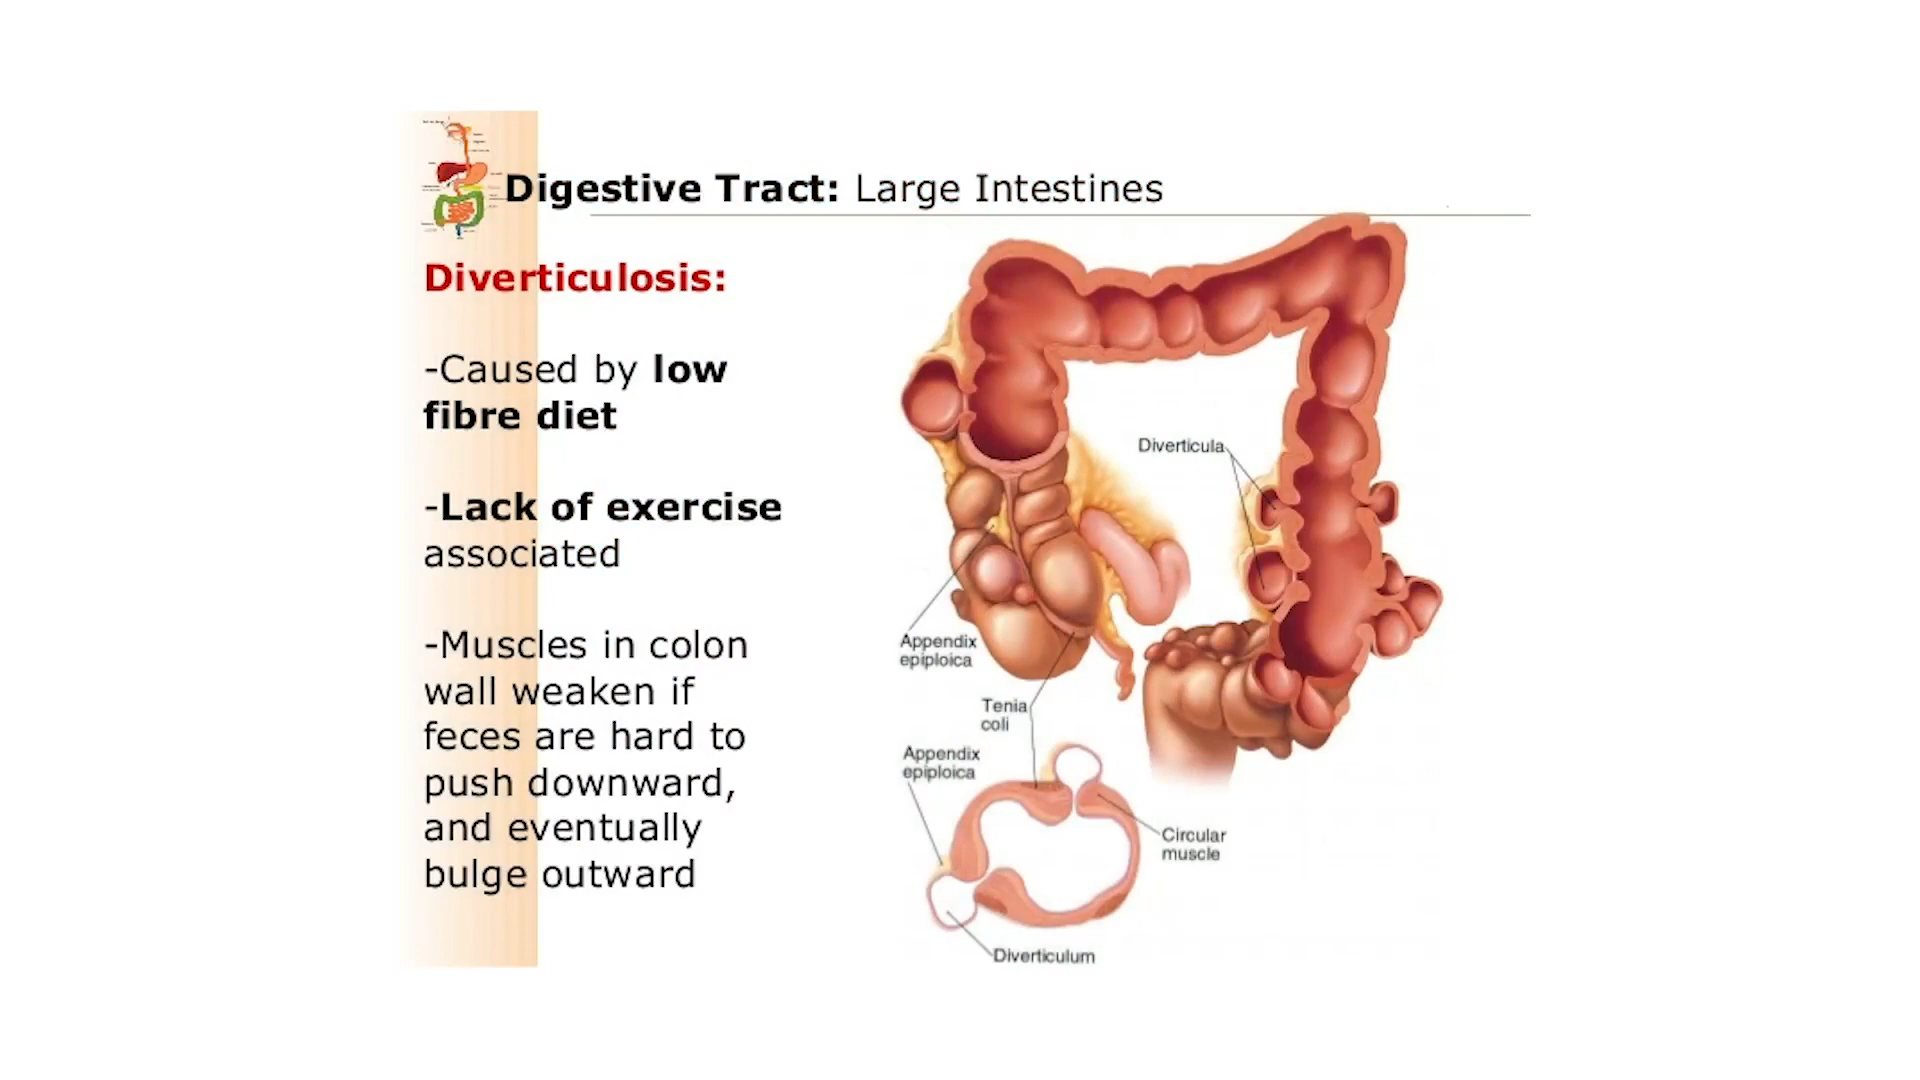 Digestive Tract: Large Intestines
Diverticulosis:
-Caused by low
fibre diet
-Lack of exercise
associated
-Muscles in colon
wall weaken if
feces are hard to
push downward,
and eventually
bulge outward
Diverticula
Appendix
epiploica
Tenia
coli
Appendix
epiploica
Circular
muscle
Diverticulum